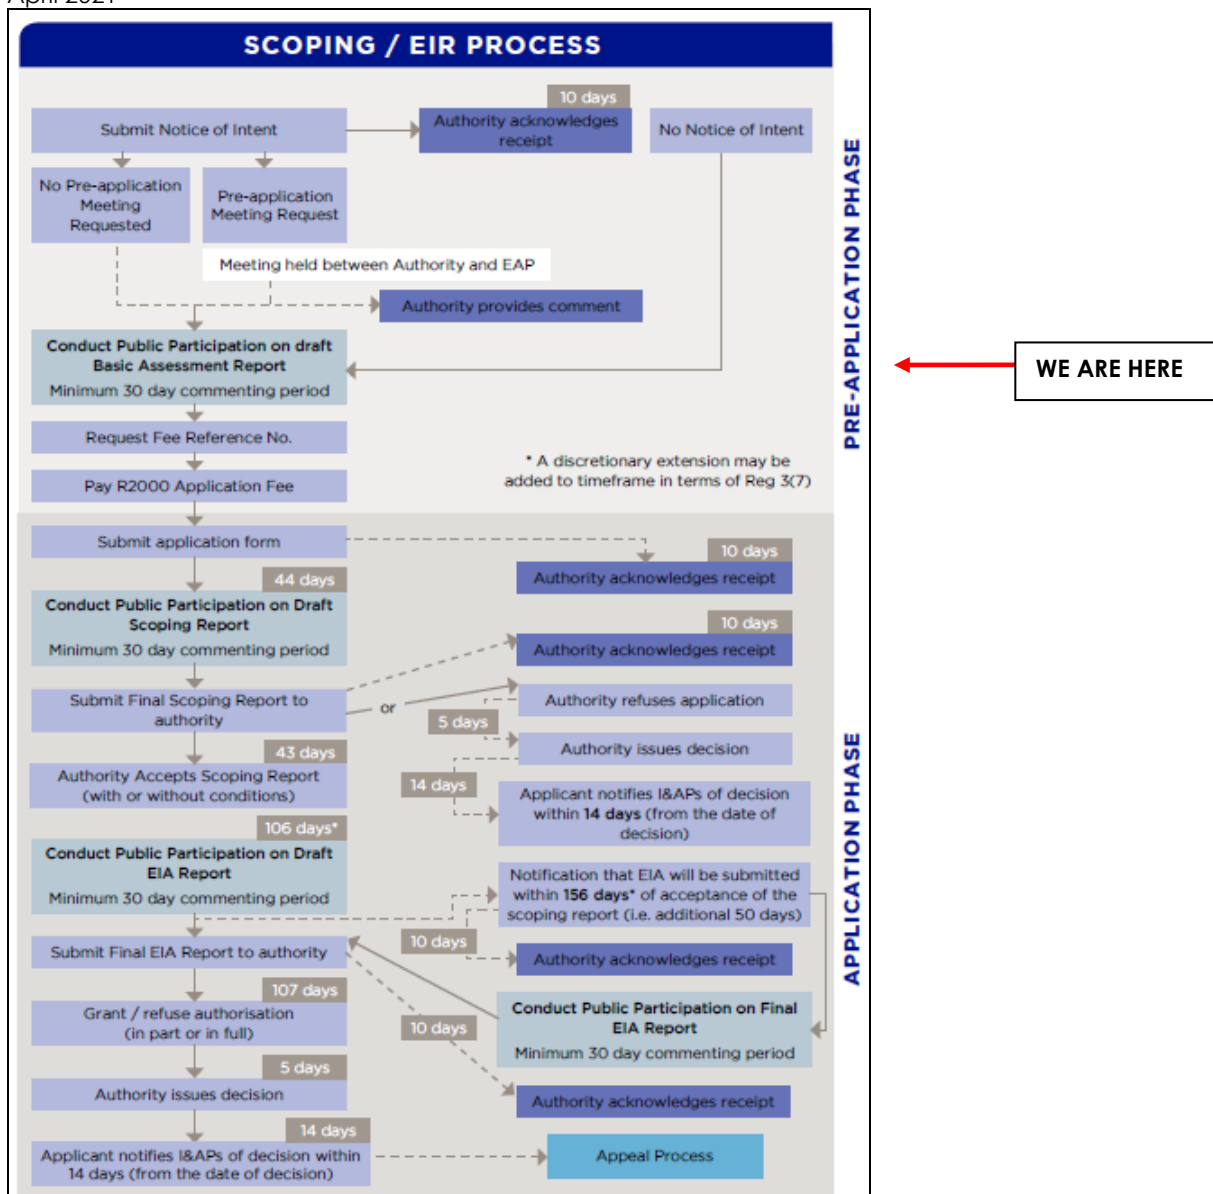 April 2021
SCOPING / EIR PROCESS
10 days
Submit Notice of Intent
Authority acknowledges
receipt
No Notice of Intent
No Pre-application
Meeting
Requested
Pre-application
Meeting Request
Meeting held between Authority and EAP
Authority provides comment
Conduct Public Participation on draft
Basic Assessment Report
Minimum 30 day commenting period
Request Fee Reference No.
Pay R2000 Application Fee
* A discretionary extension may be
added to timeframe in terms of Reg 3(7)
PRE-APPLICATION PHASE
WE ARE HERE
Submit application form
10 days
Authority acknowledges receipt
44 days
Conduct Public Participation on Draft
Scoping Report
Minimum 30 day commenting period
10 days
Authority acknowledges receipt
Submit Final Scoping Report to
authority
or
Authority refuses application
5 days
Authority issues decision
43 days
Authority Accepts Scoping Report
(with or without conditions)
14 days
Applicant notifies I&APs of decision
within 14 days (from the date of
decision)
106 days*
Conduct Public Participation on Draft
EIA Report
Minimum 30 day commenting period
Notification that EIA will be submitted
within 156 days* of acceptance of the
scoping report (i.e. additional 50 days)
10 days
Authority acknowledges receipt
Submit Final EIA Report to authority
107 days
Grant / refuse authorisation
(in part or in full)
10 days
Conduct Public Participation on Final
EIA Report
Minimum 30 day commenting period
5 days
Authority issues decision
Authority acknowledges receipt
14 days
Applicant notifies I&APs of decision within
14 days (from the date of decision)
Appeal Process
APPLICATION PHASE